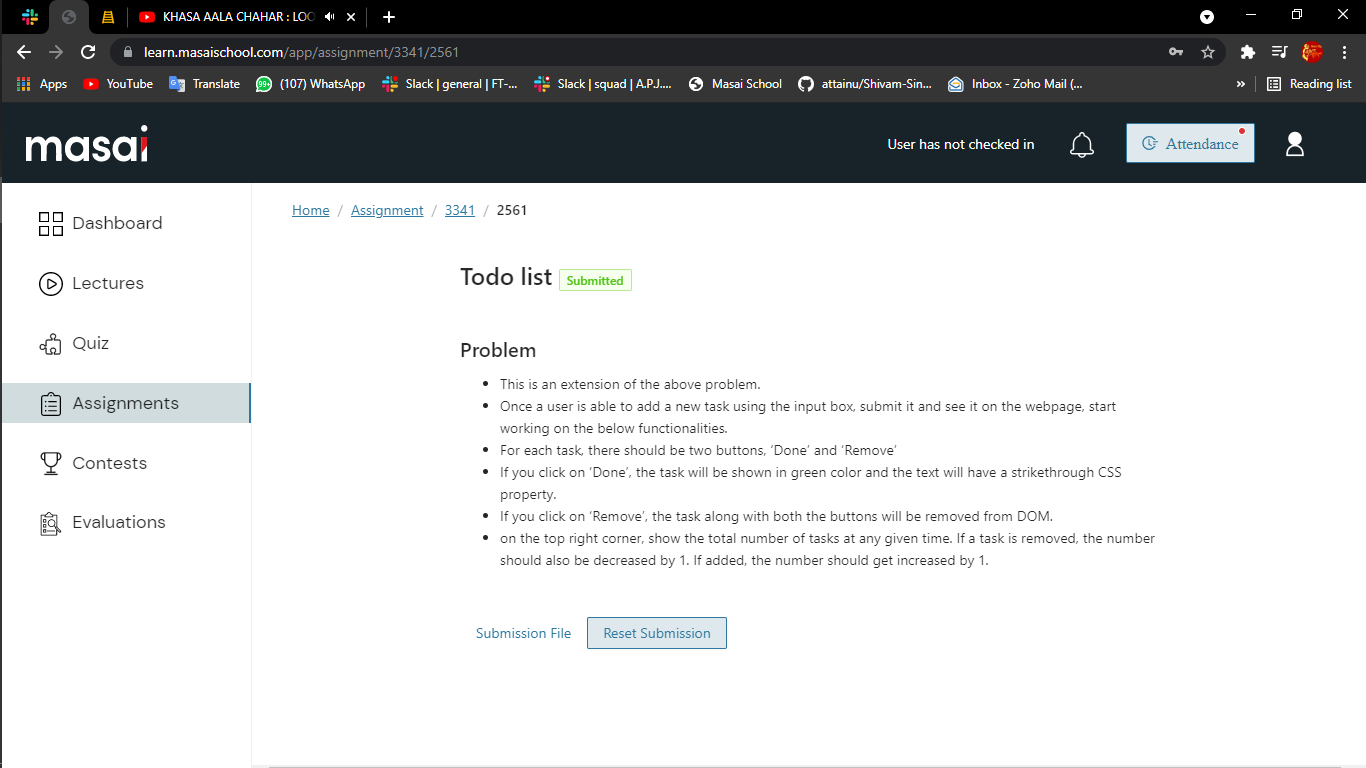 KHASA AALA CHAHAR : LOO
learn.masaischool.com/app/assignment/3341/2561
Apps YouTube Translate 99+ (107) WhatsApp Slack | general | FT-... Slack | squad | A.P.J.... Masai School attainu/Shivam-Sin... Inbox - Zoho Mail (... » Reading list
masai
User has not checked in
Attendance
Dashboard
Lectures
Quiz
Assignments
Contests
Evaluations
Home / Assignment / 3341 / 2561
Todo list Submitted
Problem
• This is an extension of the above problem.
• Once a user is able to add a new task using the input box, submit it and see it on the webpage, start
working on the below functionalities.
• For each task, there should be two buttons, ‘Done’ and ‘Remove’
• If you click on ‘Done’, the task will be shown in green color and the text will have a strikethrough CSS
property.
• If you click on ‘Remove’, the task along with both the buttons will be removed from DOM.
• on the top right corner, show the total number of tasks at any given time. If a task is removed, the number
should also be decreased by 1. If added, the number should get increased by 1.
Submission File Reset Submission